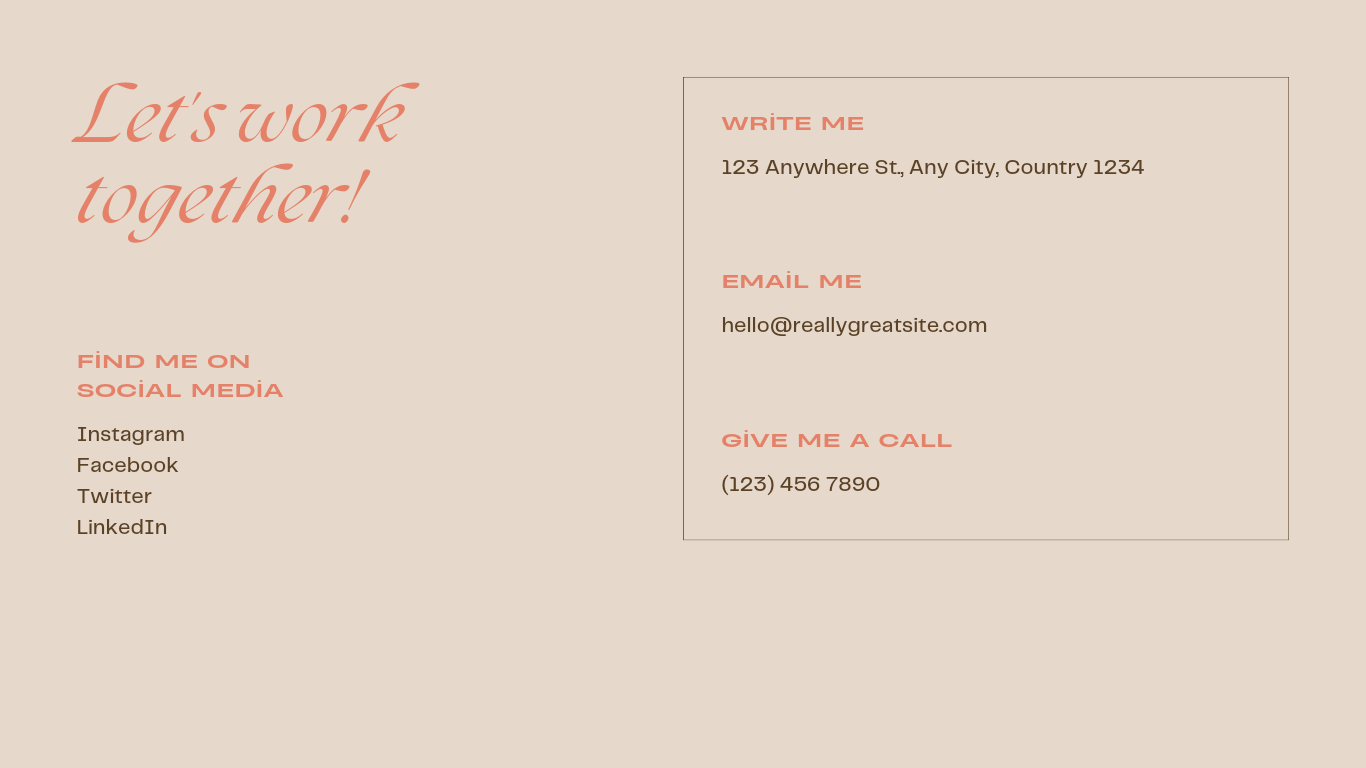 Let's work
together!
FİND ME ON
SOCİAL MEDİA
Instagram
Facebook
Twitter
LinkedIn
WRİTE ME
123 Anywhere St., Any City, Country 1234
EMAİL ME
hello@reallygreatsite.com
GİVE ME A CALL
(123) 456 7890